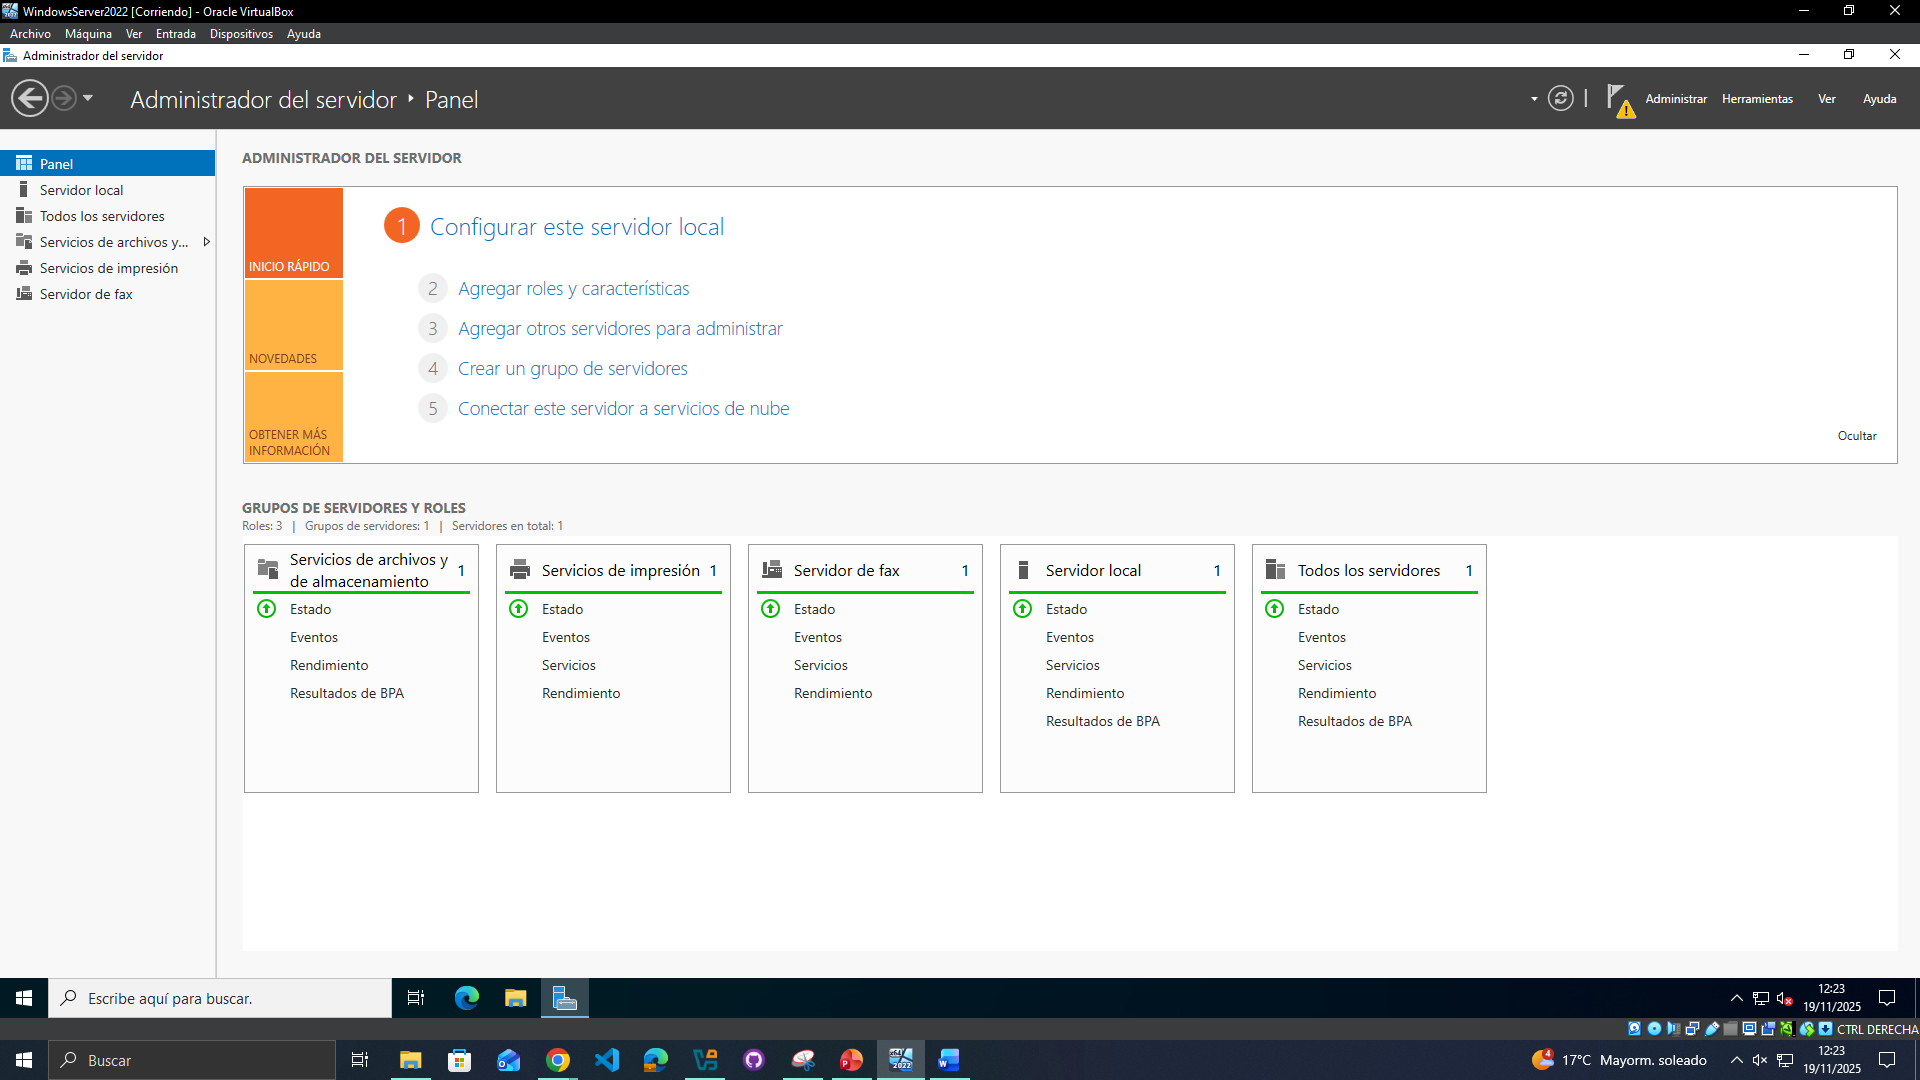 WindowsServer2022 [Corriendo] - Oracle VirtualBox
Archivo Máquina Ver Entrada Dispositivos Ayuda
Administrador del servidor
Administrador del servidor ‣ Panel
Administrar Herramientas Ver Ayuda
Panel
Servidor local
Todos los servidores
Servicios de archivos y...
Servicios de impresión
Servidor de fax
ADMINISTRADOR DEL SERVIDOR
INICIO RÁPIDO
NOVEDADES
OBTENER MÁS
INFORMACIÓN
1 Configurar este servidor local
2 Agregar roles y características
3 Agregar otros servidores para administrar
4 Crear un grupo de servidores
5 Conectar este servidor a servicios de nube
Ocultar
GRUPOS DE SERVIDORES Y ROLES
Roles: 3 | Grupos de servidores: 1 | Servidores en total: 1
Servicios de archivos y
de almacenamiento 1
Estado
Eventos
Rendimiento
Resultados de BPA
Servicios de impresión 1
Estado
Eventos
Servicios
Rendimiento
Servidor de fax 1
Estado
Eventos
Servicios
Rendimiento
Servidor local 1
Estado
Eventos
Servicios
Rendimiento
Resultados de BPA
Todos los servidores 1
Estado
Eventos
Servicios
Rendimiento
Resultados de BPA
Escribe aquí para buscar.
12:23
19/11/2025
CTRL DERECHA
Buscar
4
17°C Mayorm. soleado
12:23
19/11/2025